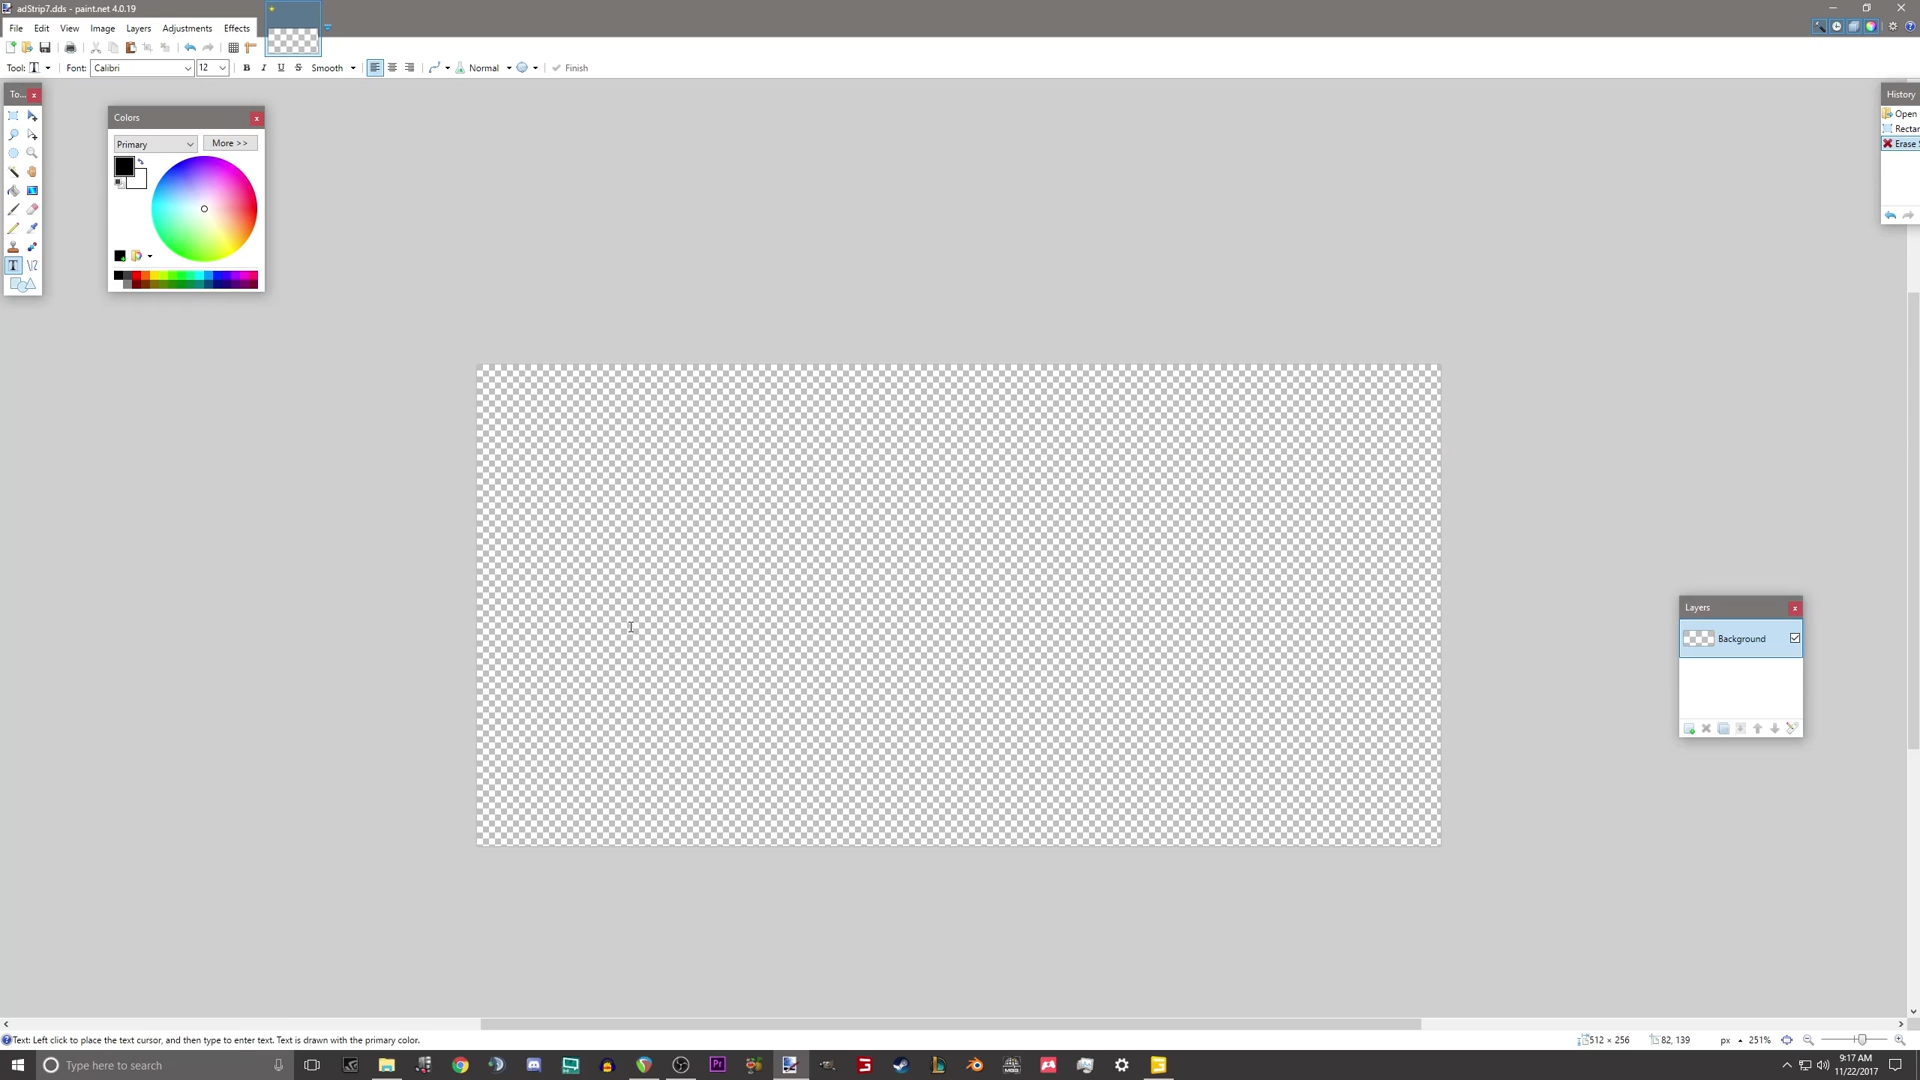 adStrip7.dds - paint.net 4.0.19
File Edit View Image Layers Adjustments Effects
Tool: T Font: Calibri 12 B I U S Smooth Normal Finish
To...
Colors
Primary More >>
History
Open
Rectan
Erase S
Layers
Background
Text: Left click to place the text cursor, and then type to enter text. Text is drawn with the primary color.
512 × 256 82, 139 px 251%
Type here to search
Pr
9:17 AM
11/22/2017